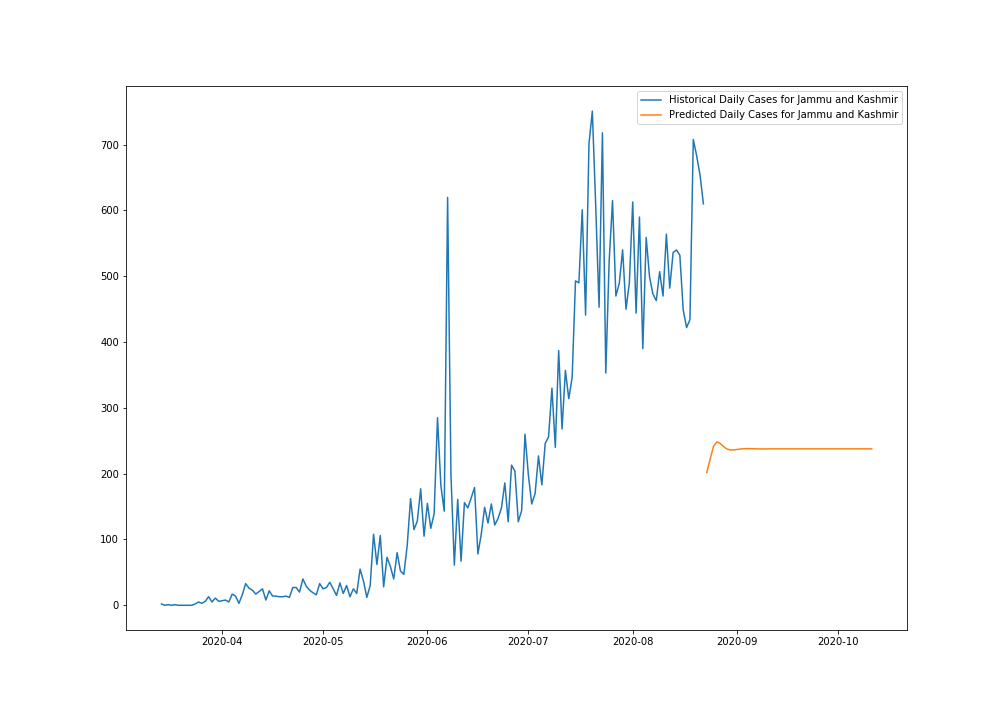 Historical Daily Cases for Jammu and Kashmir
Predicted Daily Cases for Jammu and Kashmir
700
600
500
400
300
200
100
0
2020-04 2020-05 2020-06 2020-07 2020-08 2020-09 2020-10